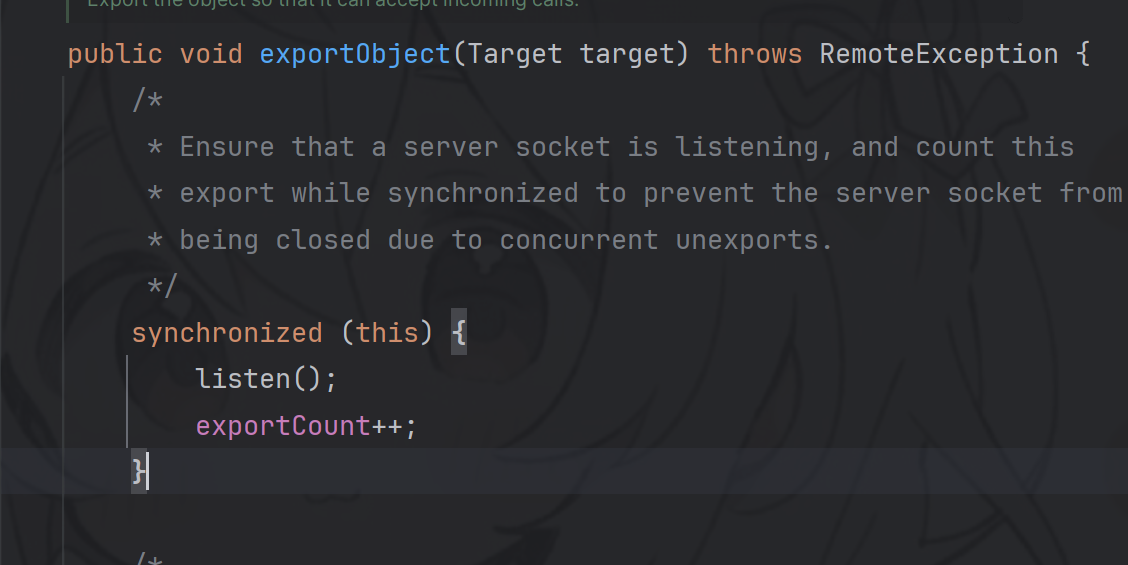 Export the object so that it can accept incoming calls.
public void exportObject(Target target) throws RemoteException {
/*
* Ensure that a server socket is listening, and count this
* export while synchronized to prevent the server socket from
* being closed due to concurrent unexports.
*/
synchronized (this) {
listen();
exportCount++;
}
/*